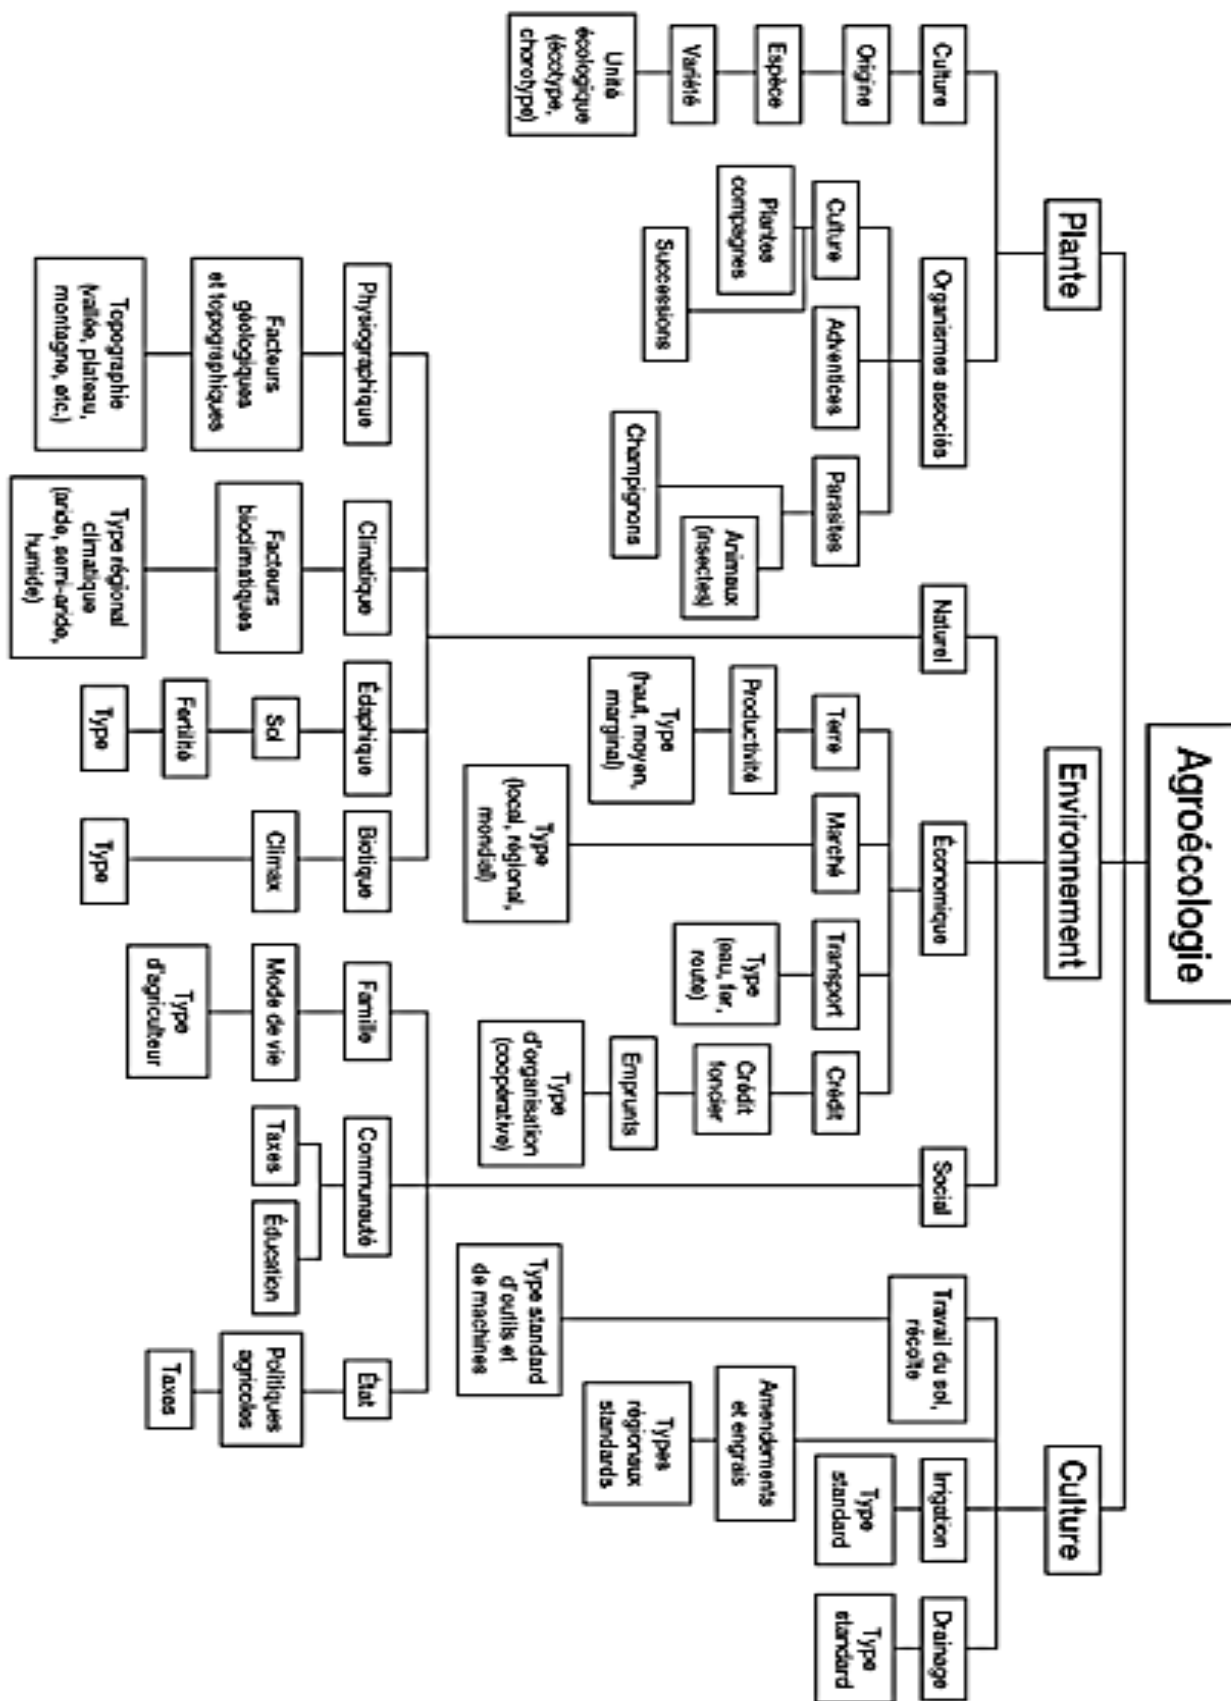 Agroécologie
Plante
Environnement
Culture
Culture
Organismes associés
Naturel
Économique
Social
Travail du sol,
récolte
Amendements
et engrais
Irrigation
Drainage
Origine
Espèce
Variété
Unité
écologique
(écotype,
chorotype)
Culture
Adventices
Parasites
Plantes
compagnes
Successions
Animaux
(insectes)
Champignons
Terre
Marché
Transport
Crédit
Productivité
Type
(haut, moyen,
marginal)
Type
(local, régional,
mondial)
Type
(eau, fer,
route)
Crédit
foncier
Emprunts
Type
d'organisation
(coopérative)
Type standard
d'outils et
de machines
Types
régionaux
standards
Type
standard
Type
standard
Physiographique
Climatique
Édaphique
Biotique
Famille
Communauté
État
Facteurs
géologiques
et topographiques
Topographie
(vallée, plateau,
montagne, etc.)
Facteurs
bioclimatiques
Type régional
climatique
(aride, semi-aride,
humide)
Sol
Fertilité
Type
Climax
Type
Mode de vie
Type
d'agriculteur
Taxes
Éducation
Politiques
agricoles
Taxes